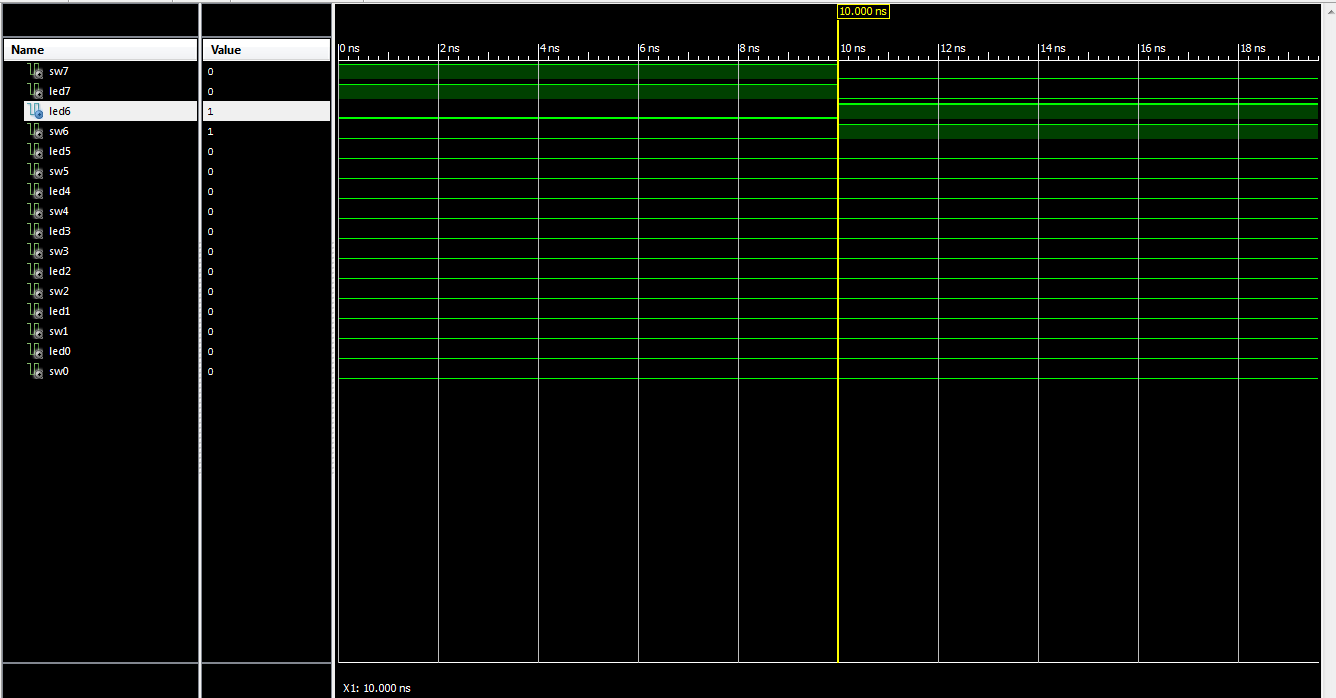 10.000 ns
Name Value
0 ns 2 ns 4 ns 6 ns 8 ns 10 ns 12 ns 14 ns 16 ns 18 ns
sw7 0
led7 0
led6 1
sw6 1
led5 0
sw5 0
led4 0
sw4 0
led3 0
sw3 0
led2 0
sw2 0
led1 0
sw1 0
led0 0
sw0 0
X1: 10.000 ns